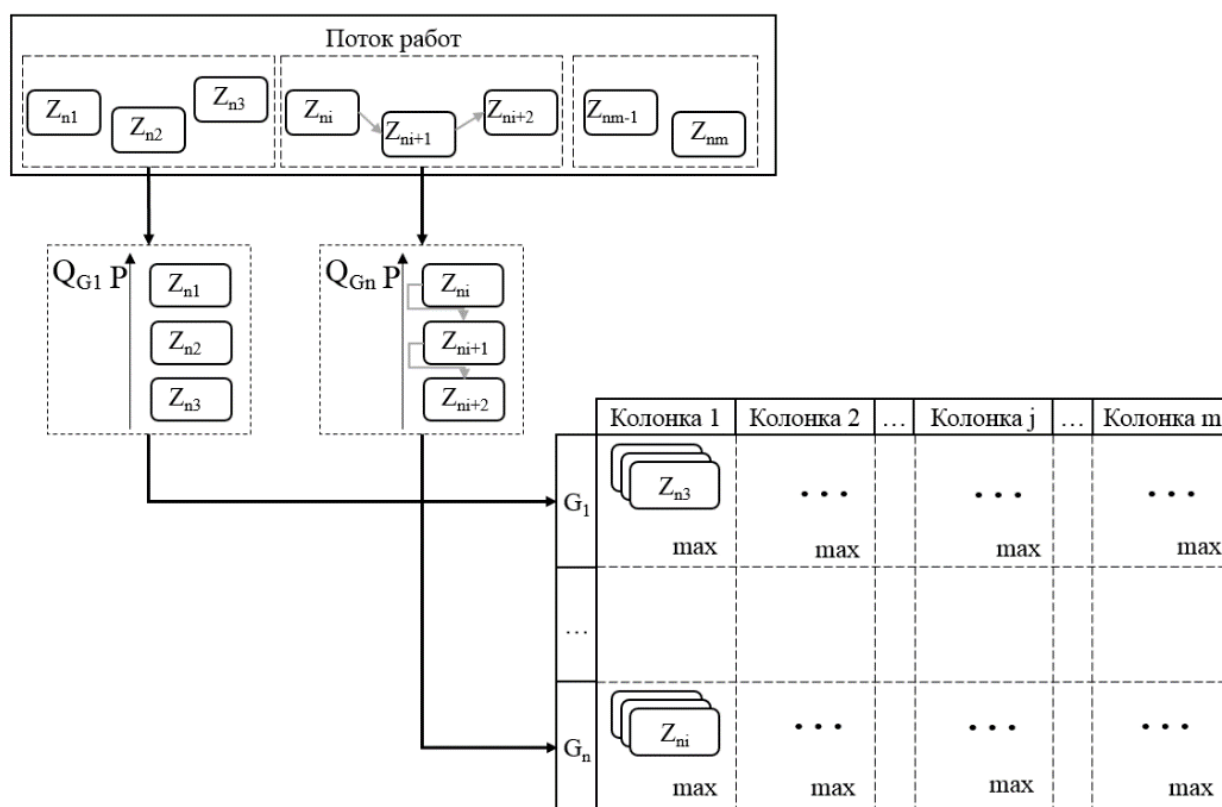 Поток работ
Zn1
Zn2
Zn3
Zni
Zni+1
Zni+2
Znm-1
Znm
QG1 P
Zn1
Zn2
Zn3
QGn P
Zni
Zni+1
Zni+2
Колонка 1 Колонка 2 … Колонка j … Колонка m
G1 Zn3 ... ... ...
max max max max
...
Gn Zni ... ... ...
max max max max